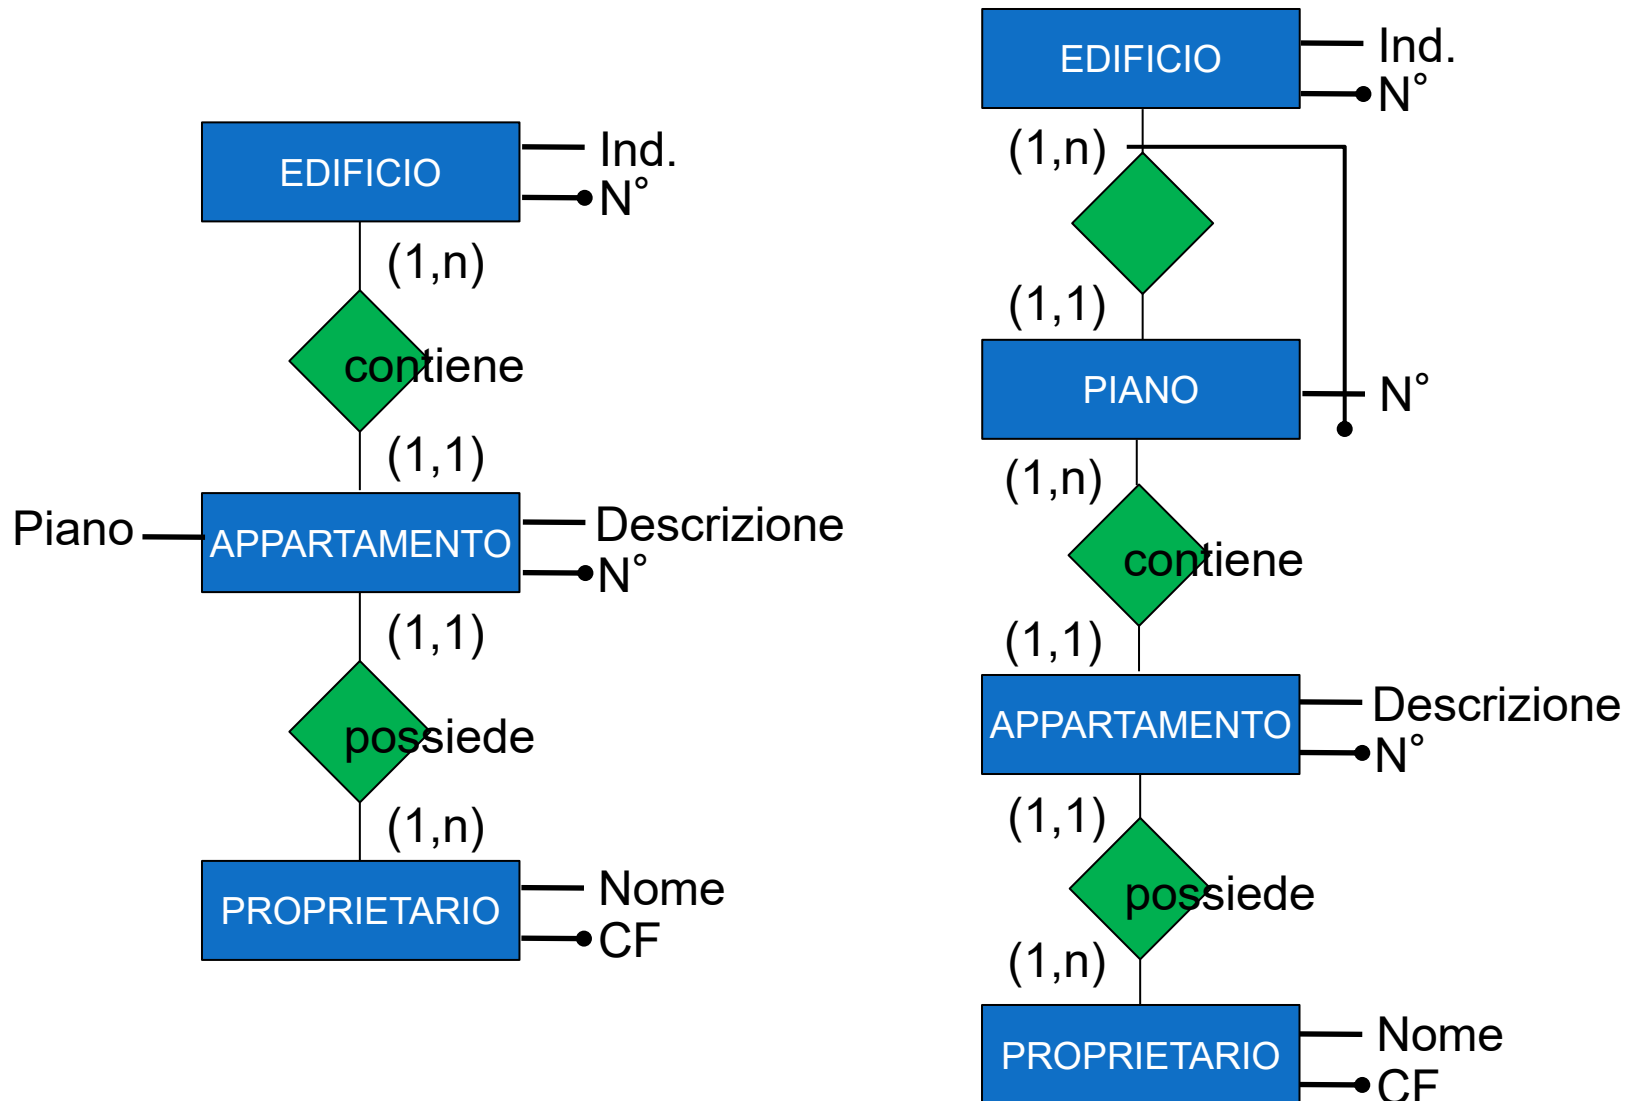 EDIFICIO
Ind.
N°
(1,n)
contiene
(1,1)
Piano
APPARTAMENTO
Descrizione
N°
(1,1)
possiede
(1,n)
PROPRIETARIO
Nome
CF
EDIFICIO
Ind.
N°
(1,n)
(1,1)
PIANO
N°
(1,n)
contiene
(1,1)
APPARTAMENTO
Descrizione
N°
(1,1)
possiede
(1,n)
PROPRIETARIO
Nome
CF